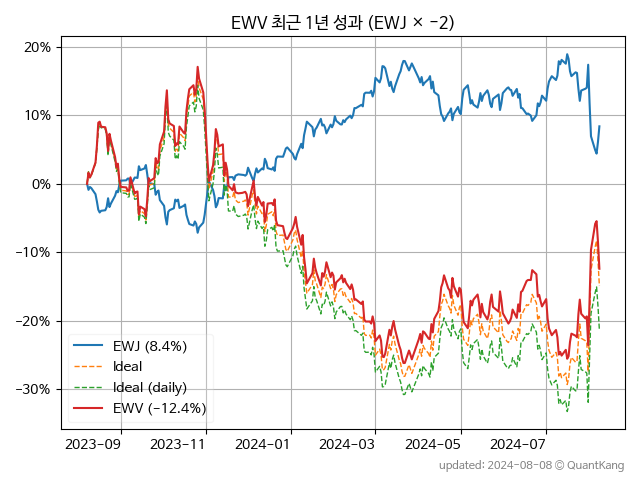 EWV 최근 1년 성과 (EWJ × −2)
20%
10%
0%
−10%
−20%
−30%
EWJ (8.4%)
Ideal
Ideal (daily)
EWV (−12.4%)
2023-09 2023-11 2024-01 2024-03 2024-05 2024-07
updated: 2024-08-08 © QuantKang